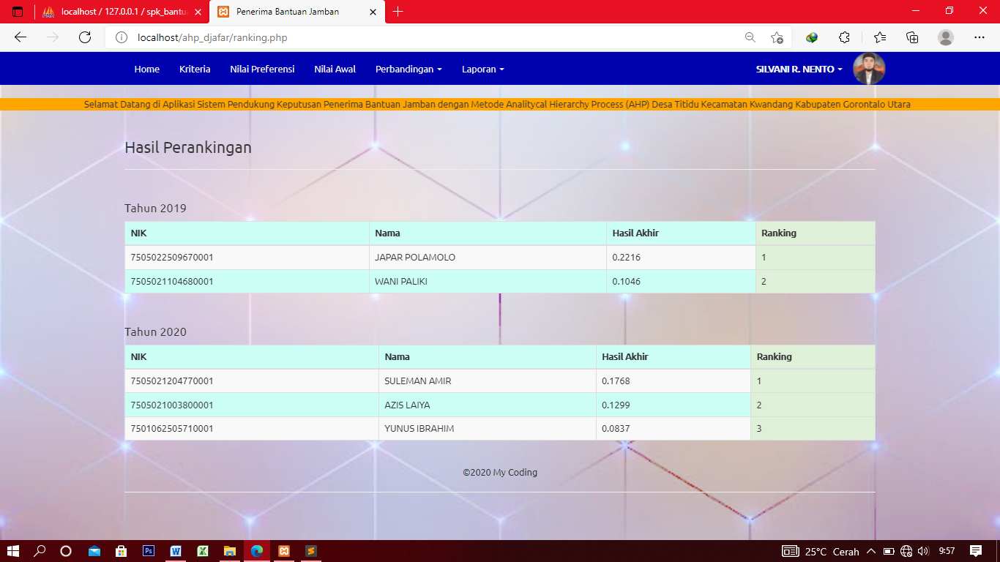 localhost / 127.0.0.1 / spk_bantua
Penerima Bantuan Jamban
localhost/ahp_djafar/ranking.php
Home Kriteria Nilai Preferensi Nilai Awal Perbandingan Laporan SILVANI R. NENTO
Selamat Datang di Aplikasi Sistem Pendukung Keputusan Penerima Bantuan Jamban dengan Metode Analitycal Hierarchy Process (AHP) Desa Titidu Kecamatan Kwandang Kabupaten Gorontalo Utara
Hasil Perankingan
Tahun 2019
NIK Nama Hasil Akhir Ranking
7505022509670001 JAPAR POLAMOLO 0.2216 1
7505021104680001 WANI PALIKI 0.1046 2
Tahun 2020
NIK Nama Hasil Akhir Ranking
7505021204770001 SULEMAN AMIR 0.1768 1
7505021003800001 AZIS LAIYA 0.1299 2
7501062505710001 YUNUS IBRAHIM 0.0837 3
©2020 My Coding
Ps W X S 25°C Cerah 9:57